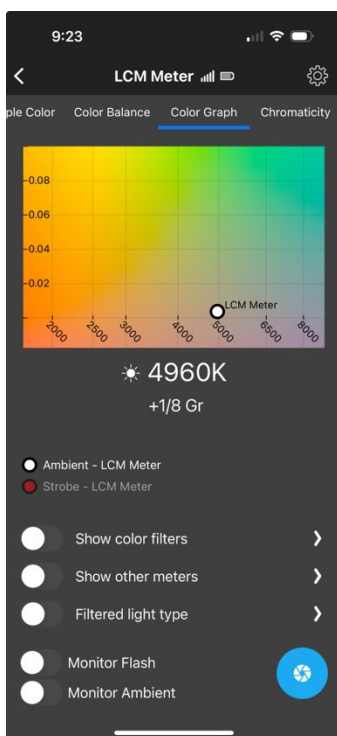 9:23
LCM Meter
ple Color Color Balance Color Graph Chromaticity
-0.08
-0.06
-0.04
-0.02
LCM Meter
2000 2500 3000 4000 5000 6500 8000
4960K
+1/8 Gr
Ambient - LCM Meter
Strobe - LCM Meter
Show color filters
Show other meters
Filtered light type
Monitor Flash
Monitor Ambient